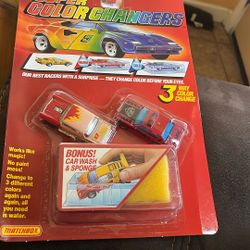 COLOR CHANGERS
OUR BEST RACERS WITH A SURPRISE ... THEY CHANGE COLOR BEFORE YOUR EYES.
3 WAY
COLOR
CHANGE
Works like
magic!
No paint
mess!
Change to
3 different
colors
again and
again, all
you need
is water.
BONUS!
CAR WASH
& SPONGE
MATCHBOX